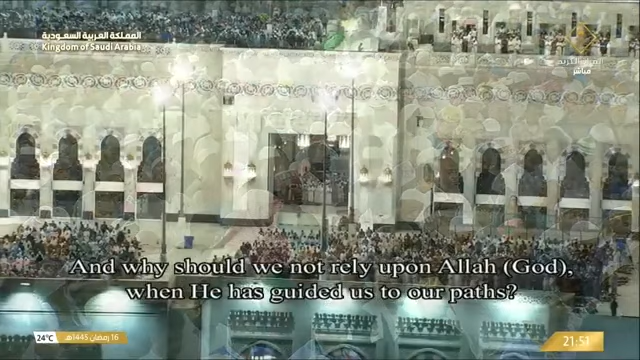 المملكة العربية السعودية
Kingdom of Saudi Arabia
مباشر
And why should we not rely upon Allah (God),
when He has guided us to our paths?
24°C
16 رمضان 1445هـ
21:51